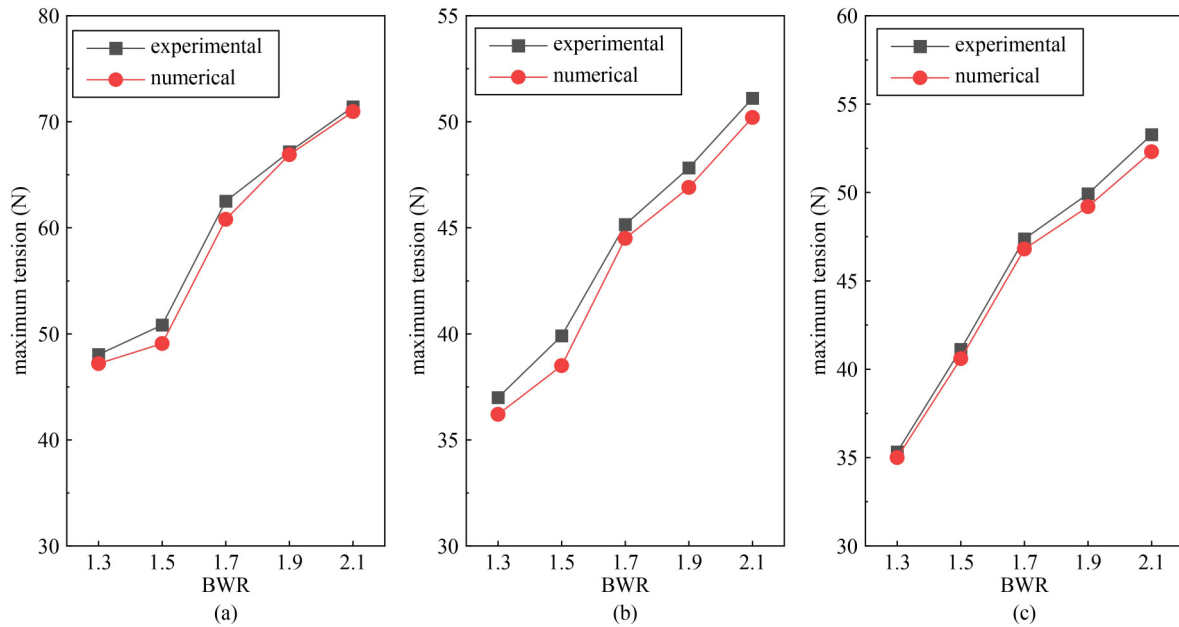 experimental
numerical
maximum tension (N)
80
70
60
50
40
30
1.3 1.5 1.7 1.9 2.1
BWR
(a)
experimental
numerical
maximum tension (N)
55
50
45
40
35
30
1.3 1.5 1.7 1.9 2.1
BWR
(b)
experimental
numerical
maximum tension (N)
60
55
50
45
40
35
30
1.3 1.5 1.7 1.9 2.1
BWR
(c)